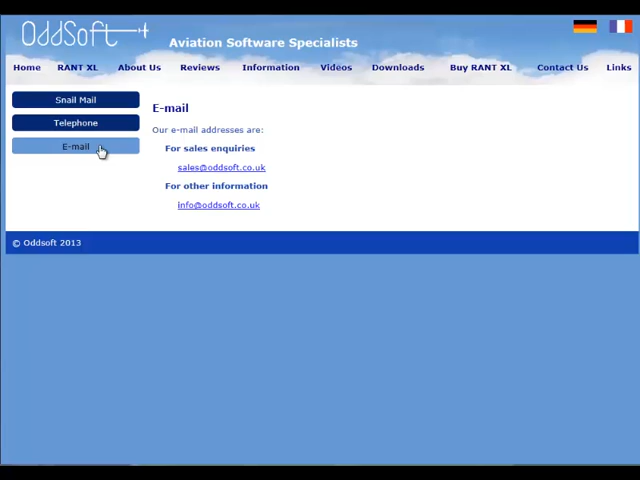 OddSoft
Aviation Software Specialists
Home RANT XL About Us Reviews Information Videos Downloads Buy RANT XL Contact Us Links
Snail Mail
Telephone
E-mail
E-mail
Our e-mail addresses are:
For sales enquiries
sales@oddsoft.co.uk
For other information
info@oddsoft.co.uk
© Oddsoft 2013